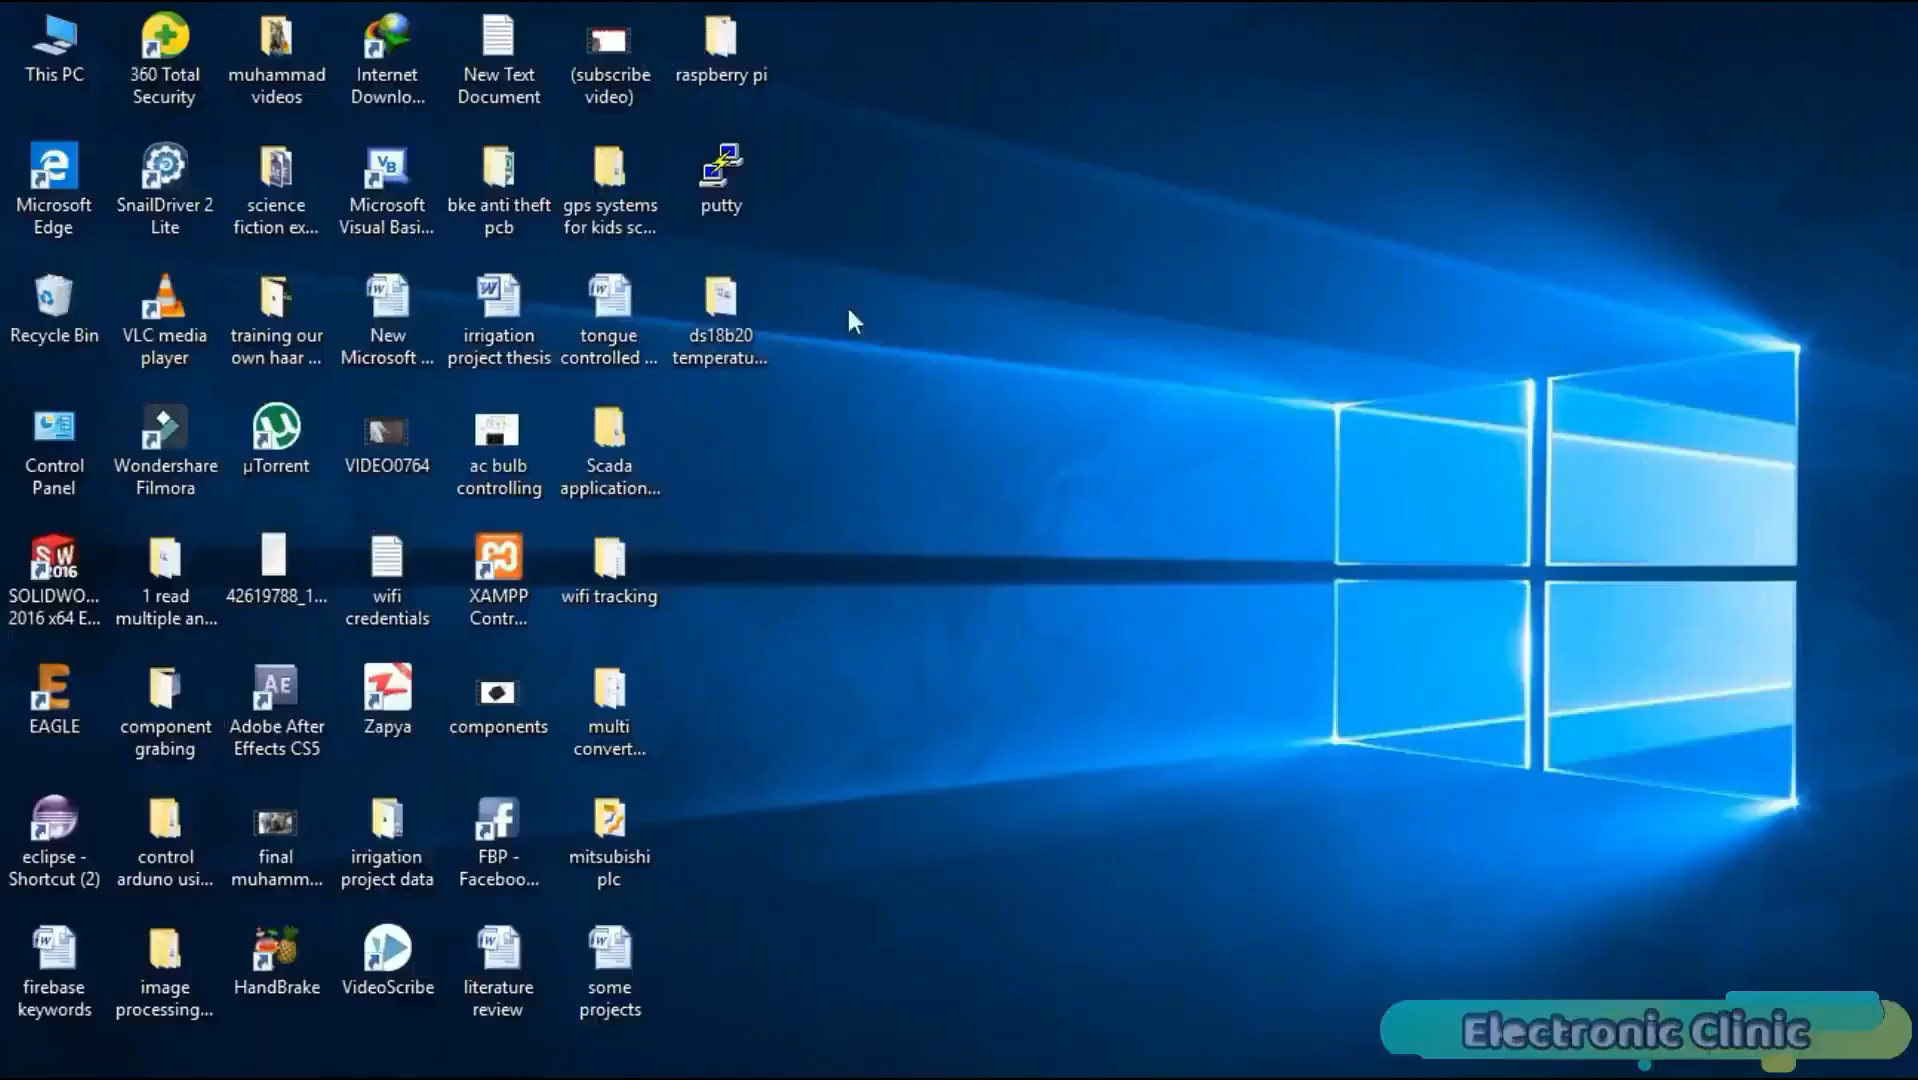 This PC
360 Total
Security
muhammad
videos
Internet
Downlo...
New Text
Document
(subscribe
video)
raspberry pi
Microsoft
Edge
SnailDriver 2
Lite
science
fiction ex...
Microsoft
Visual Basi...
bke anti theft
pcb
gps systems
for kids sc...
putty
Recycle Bin
VLC media
player
training our
own haar ...
New
Microsoft ...
irrigation
project thesis
tongue
controlled ...
ds18b20
temperatu...
Control
Panel
Wondershare
Filmora
µTorrent
VIDEO0764
ac bulb
controlling
Scada
application...
SOLIDWO...
2016 x64 E...
1 read
multiple an...
42619788_1...
wifi
credentials
XAMPP
Contr...
wifi tracking
EAGLE
component
grabing
Adobe After
Effects CS5
Zapya
components
multi
convert...
eclipse -
Shortcut (2)
control
arduno usi...
final
muhamm...
irrigation
project data
FBP -
Faceboo...
mitsubishi
plc
firebase
keywords
image
processing...
HandBrake
VideoScribe
literature
review
some
projects
Electronic Clinic